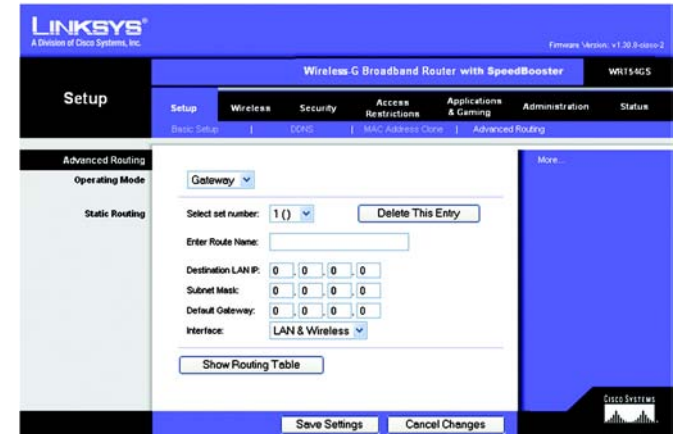 LINKSYS®
A Division of Cisco Systems, Inc.
Firmware Version: v1.30.0-cisco-2
Wireless-G Broadband Router with SpeedBooster WRT54GS
Setup
Setup Wireless Security Access Restrictions Applications & Gaming Administration Status
Basic Setup | DDNS | MAC Address Clone | Advanced Routing
Advanced Routing
More...
Operating Mode Gateway
Static Routing Select set number: 1 () Delete This Entry
Enter Route Name:
Destination LAN IP: 0 . 0 . 0 . 0
Subnet Mask: 0 . 0 . 0 . 0
Default Gateway: 0 . 0 . 0 . 0
Interface: LAN & Wireless
Show Routing Table
Save Settings Cancel Changes
CISCO SYSTEMS